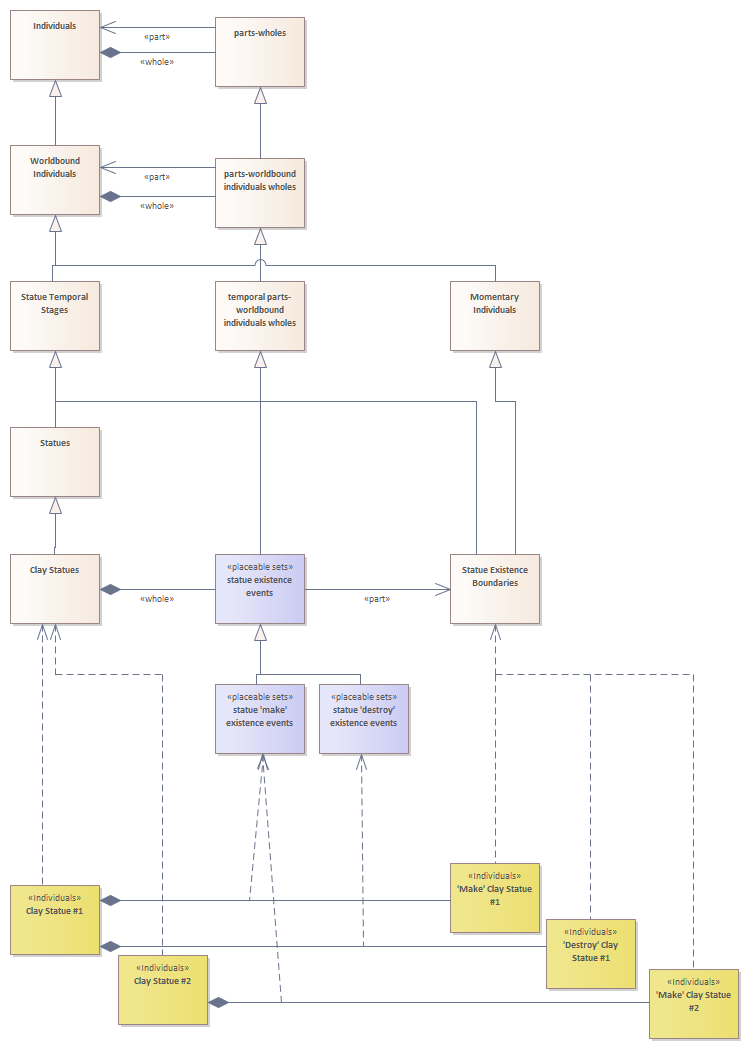 Individuals
parts-wholes
«part»
«whole»
Worldbound
Individuals
parts-worldbound
individuals wholes
«part»
«whole»
Statue Temporal
Stages
temporal parts-
worldbound
individuals wholes
Momentary
Individuals
Statues
Clay Statues
«whole»
«placeable sets»
statue existence
events
«part»
Statue Existence
Boundaries
«placeable sets»
statue 'make'
existence events
«placeable sets»
statue 'destroy'
existence events
«Individuals»
Clay Statue #1
«Individuals»
'Make' Clay Statue
#1
«Individuals»
'Destroy' Clay
Statue #1
«Individuals»
Clay Statue #2
«Individuals»
'Make' Clay Statue
#2